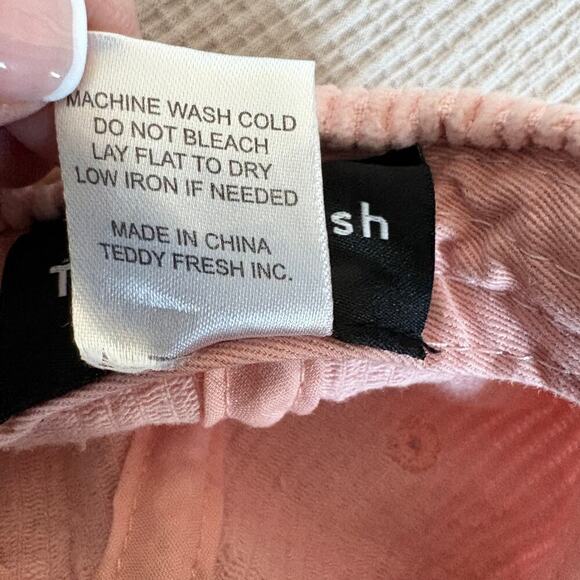 MACHINE WASH COLD
DO NOT BLEACH
LAY FLAT TO DRY
LOW IRON IF NEEDED
MADE IN CHINA
TEDDY FRESH INC.
T
sh